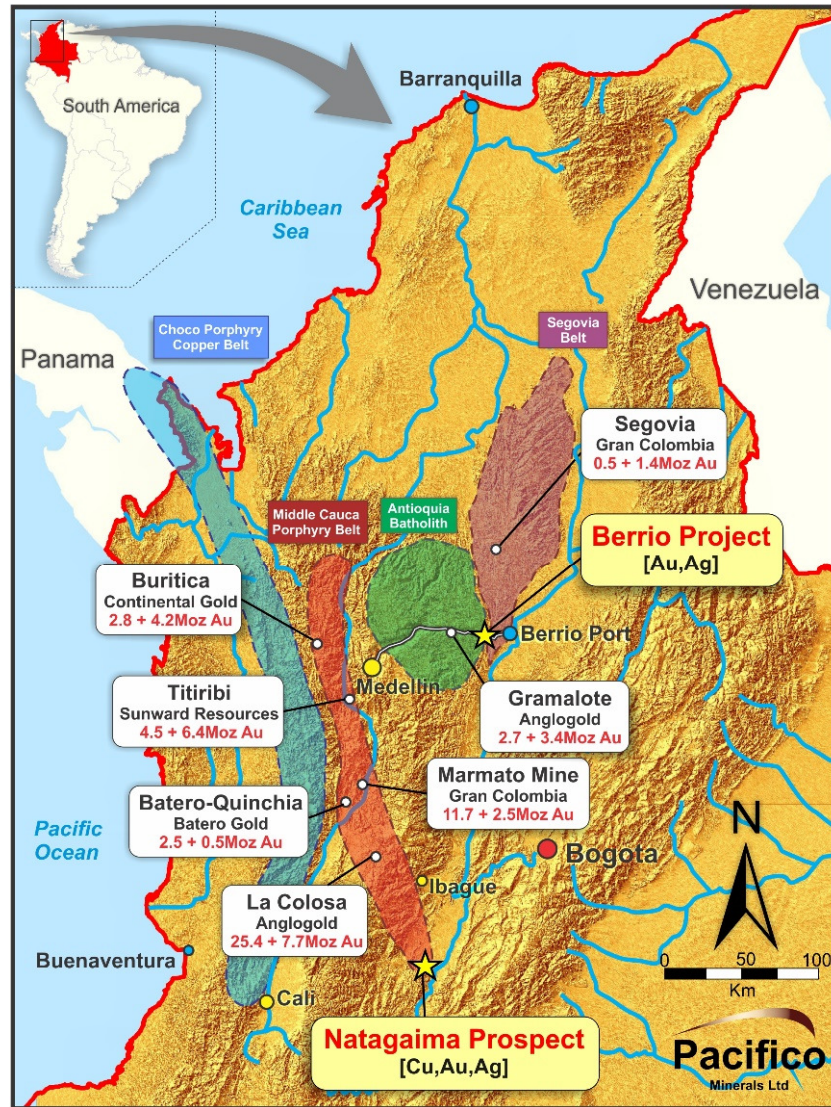 South America
Barranquilla
Caribbean
Sea
Venezuela
Panama
Choco Porphyry
Copper Belt
Segovia
Belt
Segovia
Gran Colombia
0.5 + 1.4Moz Au
Middle Cauca
Porphyry Belt
Antioquia
Batholith
Berrio Project
[Au,Ag]
Buritica
Continental Gold
2.8 + 4.2Moz Au
Berrio Port
Medellin
Titiribi
Sunward Resources
4.5 + 6.4Moz Au
Gramalote
Anglogold
2.7 + 3.4Moz Au
Marmato Mine
Gran Colombia
11.7 + 2.5Moz Au
Batero-Quinchia
Batero Gold
2.5 + 0.5Moz Au
Pacific
Ocean
N
Bogota
Ibague
La Colosa
Anglogold
25.4 + 7.7Moz Au
Buenaventura
0 50 100
Km
Cali
Natagaima Prospect
[Cu,Au,Ag]
Pacifico
Minerals Ltd